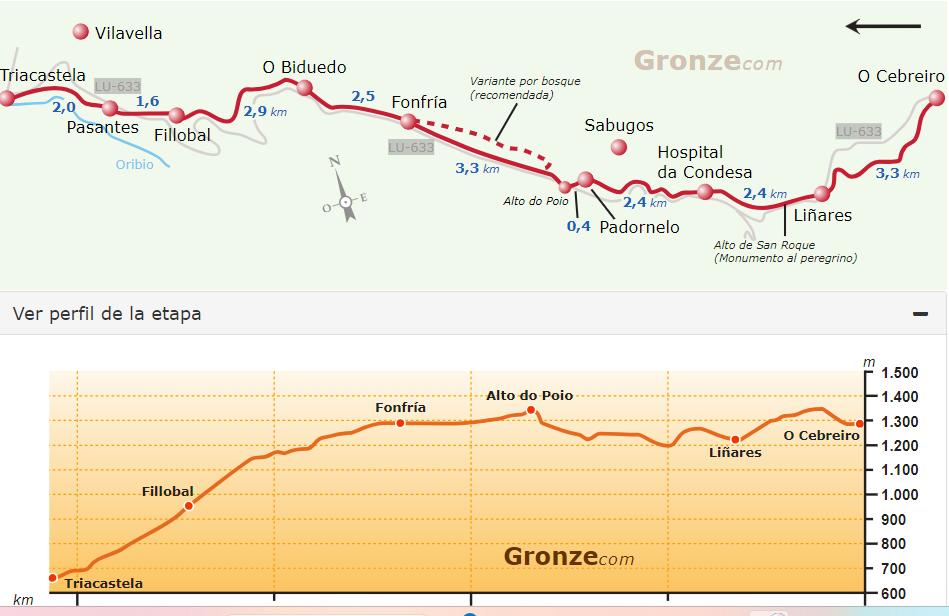 Vilavella
Triacastela
LU-633
2,0
1,6
Pasantes
Fillobal
Oribio
O Biduedo
2,9 km
2,5
Fonfría
LU-633
Variante por bosque
(recomendada)
3,3 km
N
O
E
Gronze.com
Sabugos
Alto do Poio
0,4
Padornelo
2,4 km
Hospital
da Condesa
2,4 km
Liñares
Alto de San Roque
(Monumento al peregrino)
LU-633
3,3 km
O Cebreiro
Ver perfil de la etapa
m
1.500
1.400
1.300
1.200
1.100
1.000
900
800
700
600
Alto do Poio
Fonfría
O Cebreiro
Liñares
Fillobal
Gronze.com
Triacastela
km